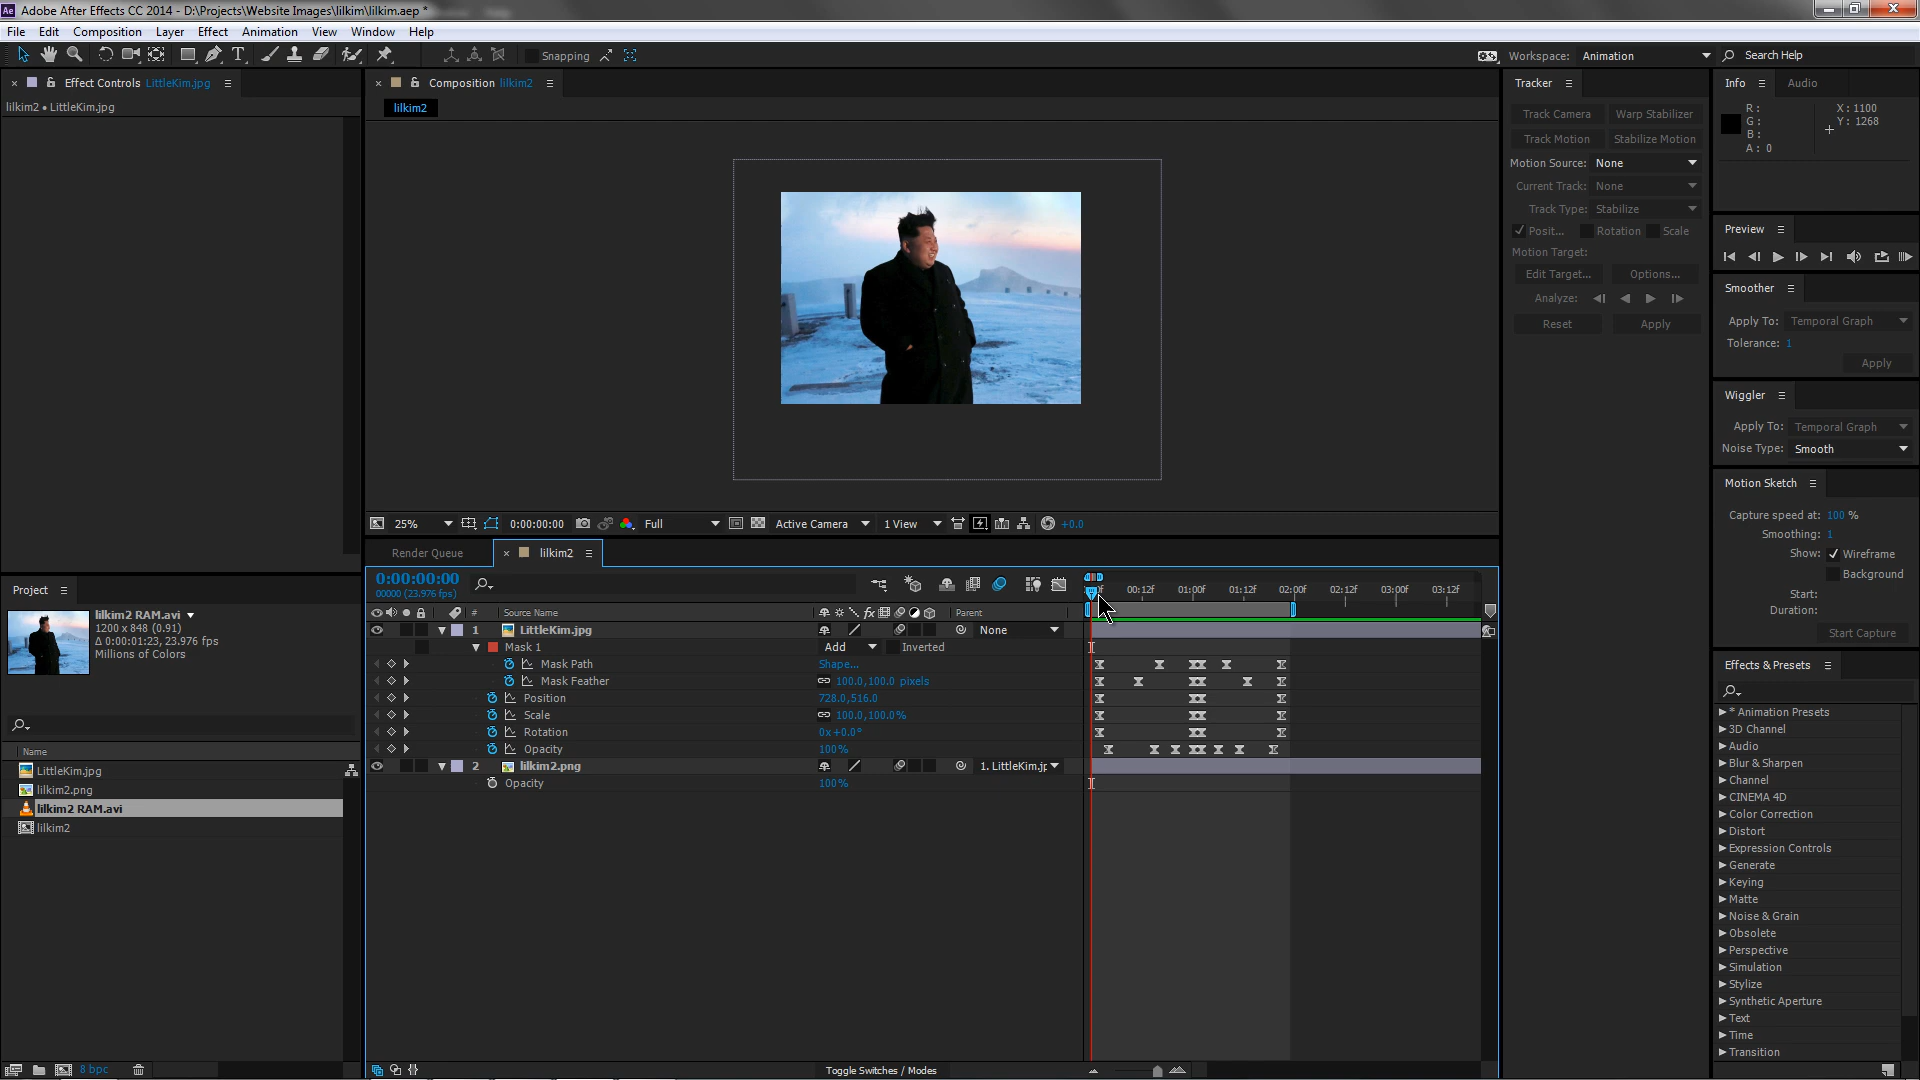 Adobe After Effects CC 2014 - D:\Projects\Website Images\lilkim\lilkim.aep *
File Edit Composition Layer Effect Animation View Window Help
Snapping
Workspace: Animation
Search Help
Effect Controls LittleKim.jpg
lilkim2 • LittleKim.jpg
Composition lilkim2
lilkim2
Tracker
Track Camera Warp Stabilizer
Track Motion Stabilize Motion
Motion Source: None
Current Track: None
Track Type: Stabilize
Posit... Rotation Scale
Motion Target:
Edit Target... Options...
Analyze:
Reset Apply
Info Audio
R : X : 1100
G : Y : 1268
B :
A : 0
Preview
Smoother
Apply To: Temporal Graph
Tolerance: 1
Apply
Wiggler
Apply To: Temporal Graph
Noise Type: Smooth
Motion Sketch
Capture speed at: 100 %
Smoothing: 1
Show: Wireframe
Background
Start:
Duration:
Start Capture
Effects & Presets
* Animation Presets
3D Channel
Audio
Blur & Sharpen
Channel
CINEMA 4D
Color Correction
Distort
Expression Controls
Generate
Keying
Matte
Noise & Grain
Obsolete
Perspective
Simulation
Stylize
Synthetic Aperture
Text
Time
Transition
25% 0:00:00:00 Full Active Camera 1 View +0.0
Project
lilkim2 RAM.avi
1200 x 848 (0.91)
Δ 0:00:01:23, 23.976 fps
Millions of Colors
Name
LittleKim.jpg
lilkim2.png
lilkim2 RAM.avi
lilkim2
8 bpc
Render Queue lilkim2
0:00:00:00
00000 (23.976 fps)
00:12f 01:00f 01:12f 02:00f 02:12f 03:00f 03:12f
# Source Name fx Parent
1 LittleKim.jpg None
Mask 1 Add Inverted
Mask Path Shape...
Mask Feather 100.0,100.0 pixels
Position 728.0,516.0
Scale 100.0,100.0%
Rotation 0x+0.0°
Opacity 100%
2 lilkim2.png 1. LittleKim.jp
Opacity 100%
Toggle Switches / Modes